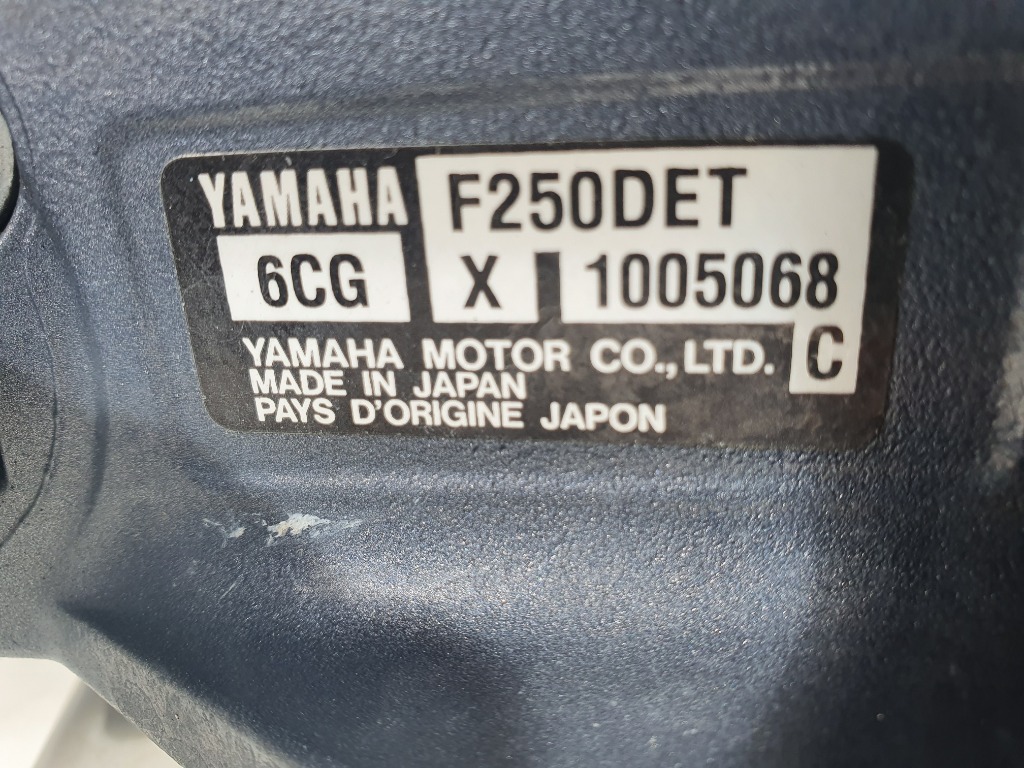 YAMAHA F250DET
6CG X 1005068
YAMAHA MOTOR CO., LTD. C
MADE IN JAPAN
PAYS D'ORIGINE JAPON